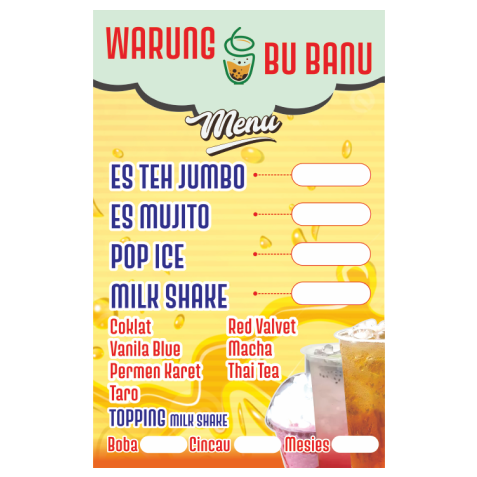 WARUNG BU BANU
Menu
ES TEH JUMBO
ES MUJITO
POP ICE
MILK SHAKE
Coklat Red Valvet
Vanila Blue Macha
Permen Karet Thai Tea
Taro
TOPPING MILK SHAKE
Boba Cincau Mesies